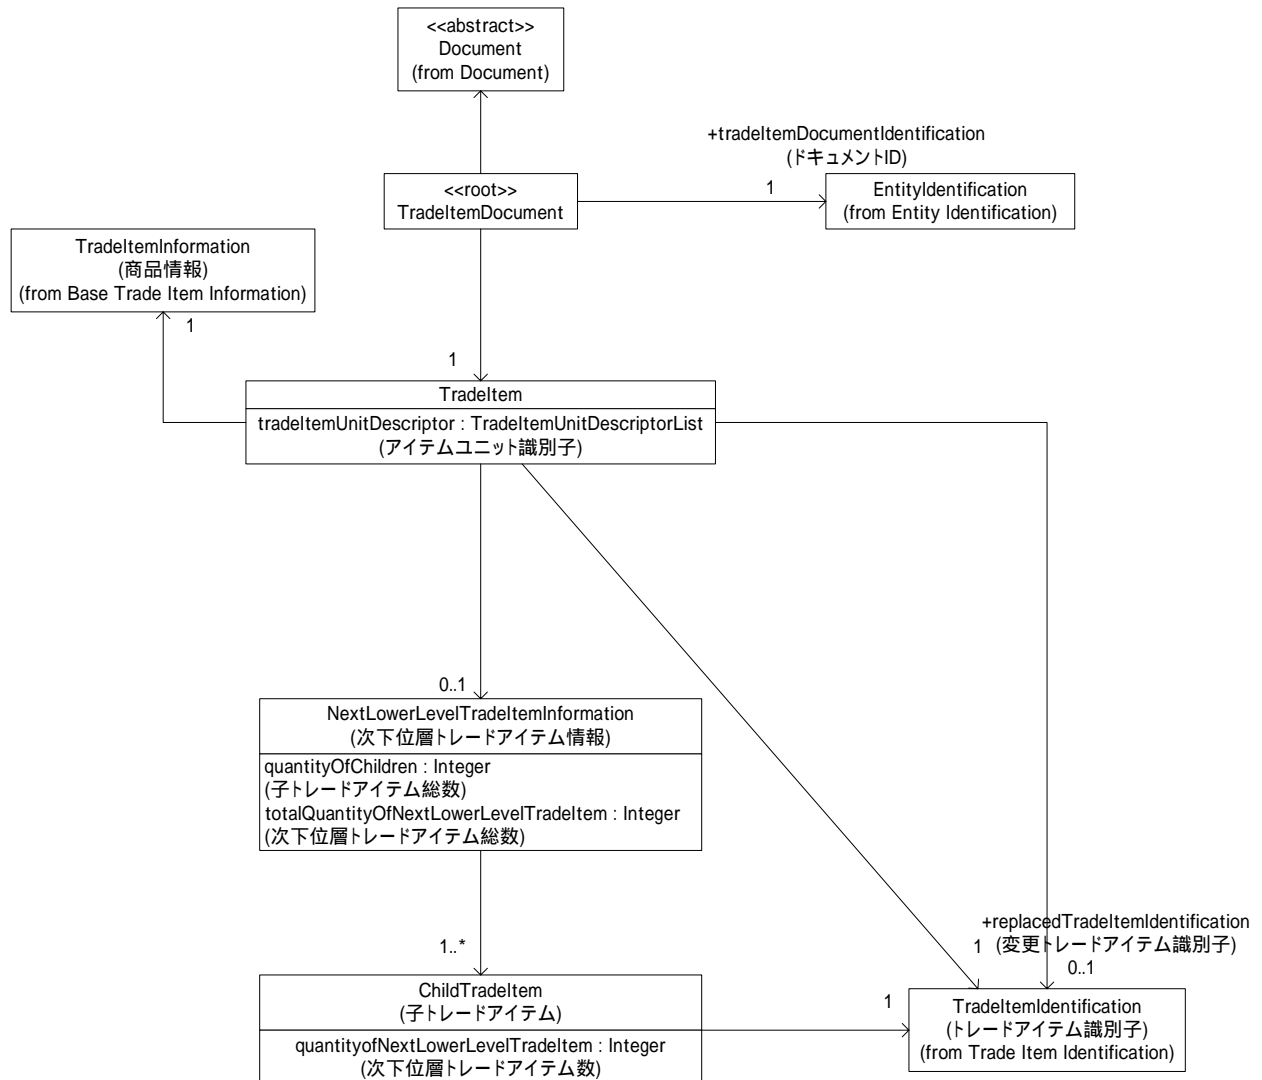 <<abstract>>
Document
(from Document)
+tradeItemDocumentIdentification
(ドキュメントID)
<<root>>
TradeItemDocument
1
EntityIdentification
(from Entity Identification)
TradeItemInformation
(商品情報)
(from Base Trade Item Information)
1
1
TradeItem
tradeItemUnitDescriptor : TradeItemUnitDescriptorList
(アイテムユニット識別子)
0..1
NextLowerLevelTradeItemInformation
(次下位層トレードアイテム情報)
quantityOfChildren : Integer
(子トレードアイテム総数)
totalQuantityOfNextLowerLevelTradeItem : Integer
(次下位層トレードアイテム総数)
1..*
+replacedTradeItemIdentification
1
(変更トレードアイテム識別子)
0..1
ChildTradeItem
(子トレードアイテム)
quantityofNextLowerLevelTradeItem : Integer
(次下位層トレードアイテム数)
1
TradeItemIdentification
(トレードアイテム識別子)
(from Trade Item Identification)